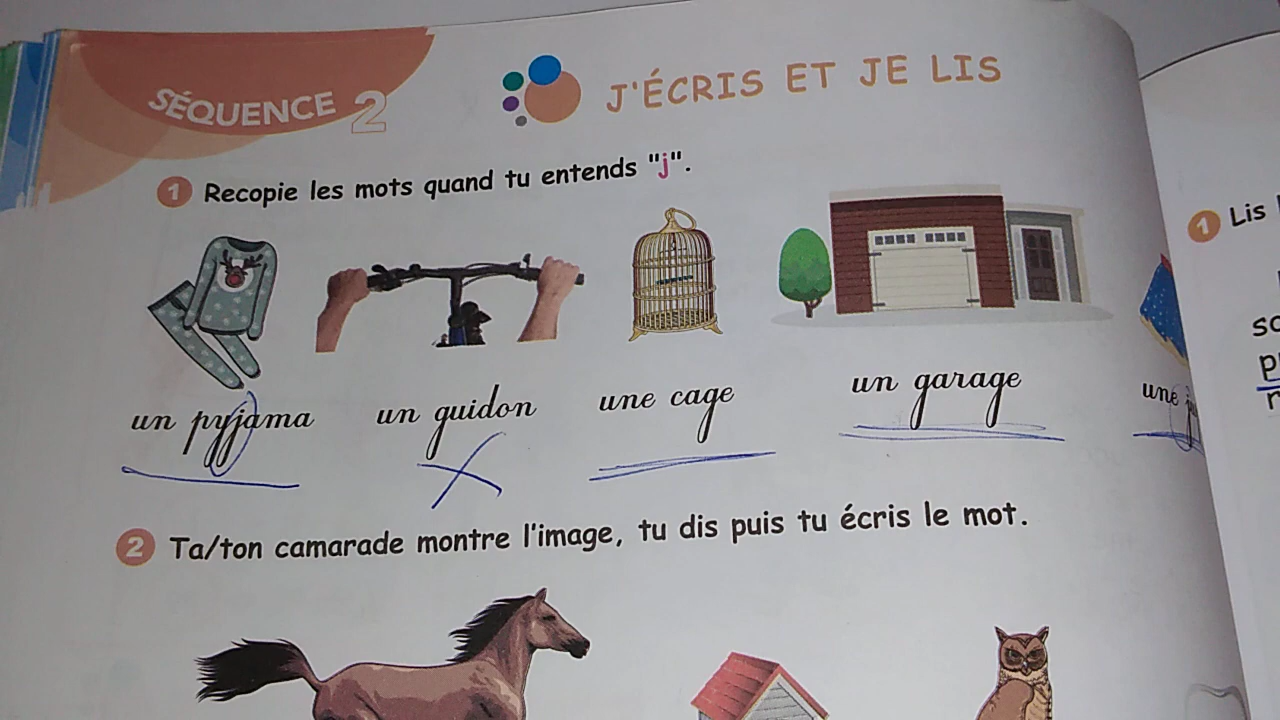 SÉQUENCE 2
J'ÉCRIS ET JE LIS
1 Recopie les mots quand tu entends "j".
un pyjama un guidon une cage un garage une
2 Ta/ton camarade montre l'image, tu dis puis tu écris le mot.
1 Lis